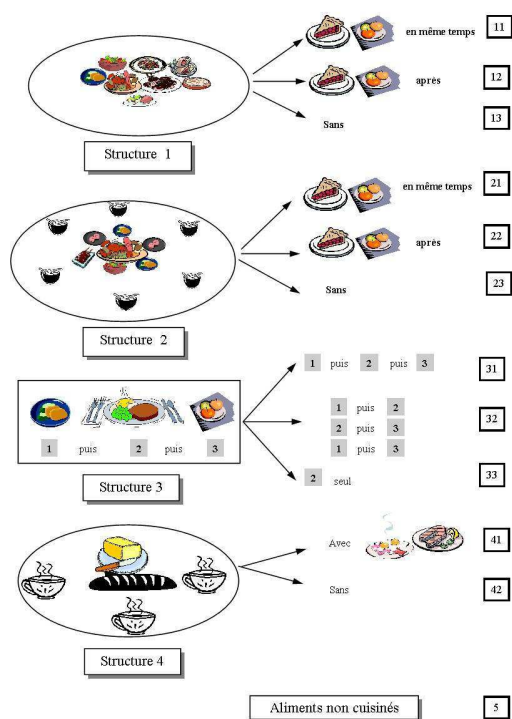 en même temps 11
après 12
Sans 13
Structure 1
en même temps 21
après 22
Sans 23
Structure 2
1 puis 2 puis 3 31
1 puis 2
2 puis 3 32
1 puis 3
1 puis 2 puis 3
2 seul 33
Structure 3
Avec 41
Sans 42
Structure 4
Aliments non cuisinés 5